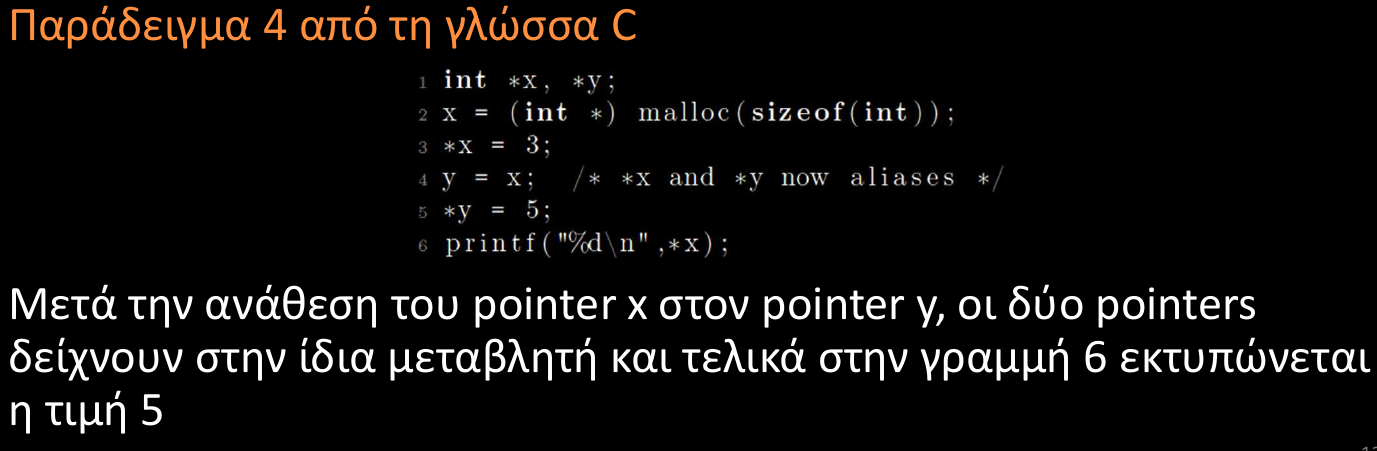 Παράδειγμα 4 από τη γλώσσα C
1 int *x, *y;
2 x = (int *) malloc(sizeof(int));
3 *x = 3;
4 y = x; /* *x and *y now aliases */
5 *y = 5;
6 printf("%d\n",*x);
Μετά την ανάθεση του pointer x στον pointer y, οι δύο pointers
δείχνουν στην ίδια μεταβλητή και τελικά στην γραμμή 6 εκτυπώνεται
η τιμή 5